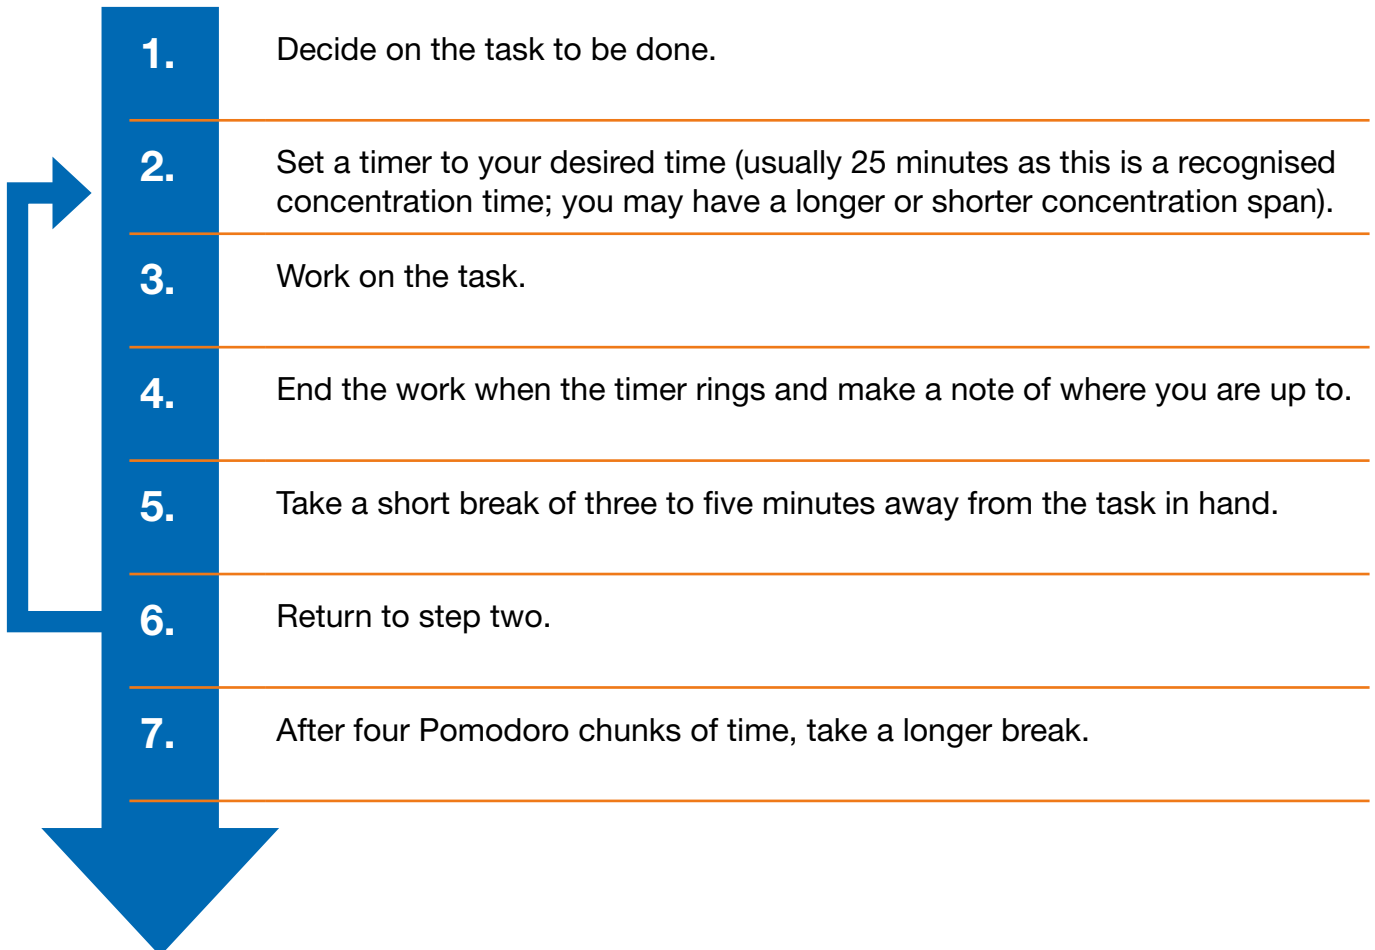 1. Decide on the task to be done.
2. Set a timer to your desired time (usually 25 minutes as this is a recognised
concentration time; you may have a longer or shorter concentration span).
3. Work on the task.
4. End the work when the timer rings and make a note of where you are up to.
5. Take a short break of three to five minutes away from the task in hand.
6. Return to step two.
7. After four Pomodoro chunks of time, take a longer break.